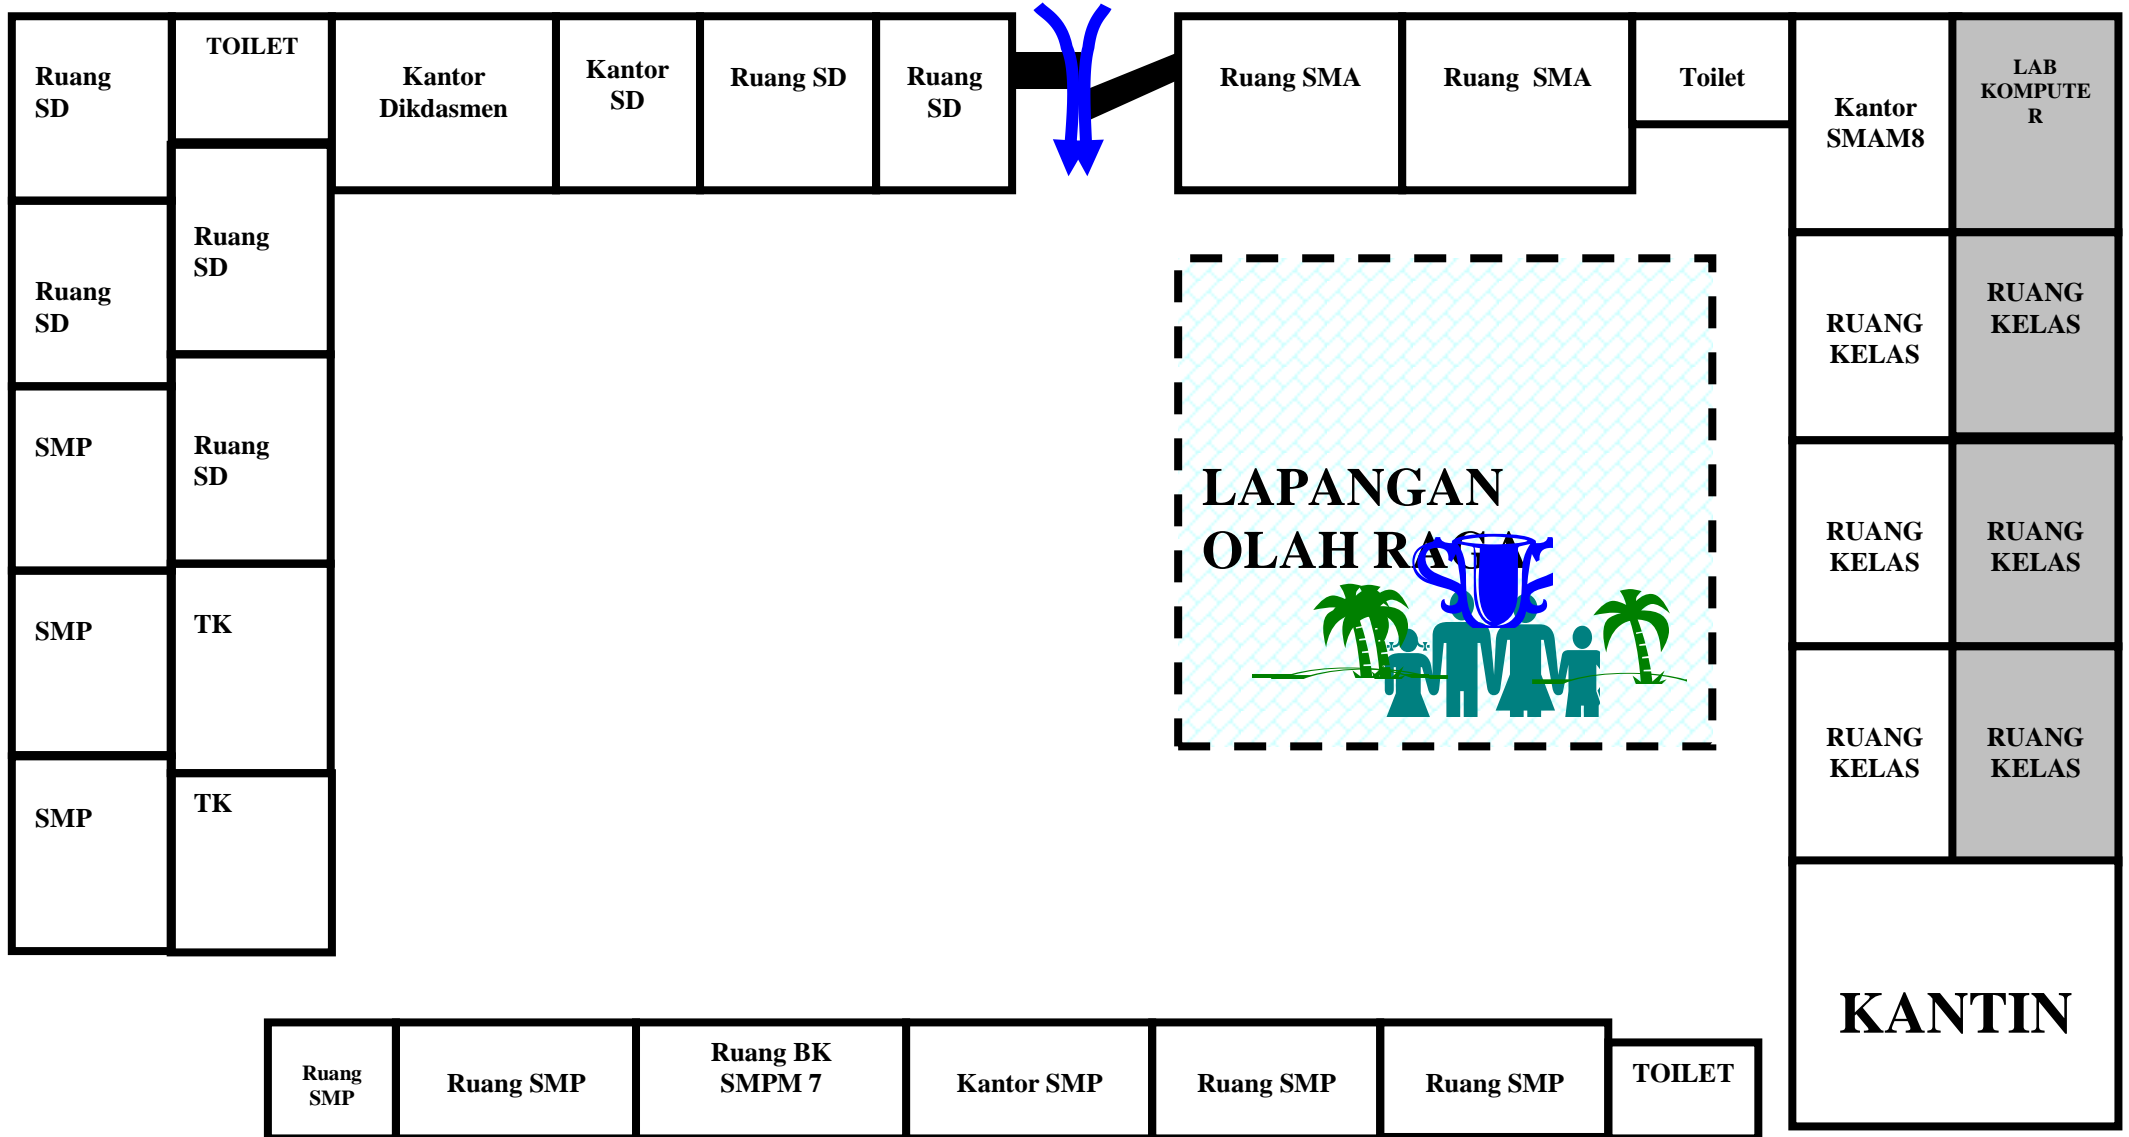 Ruang
SD
TOILET
Kantor
Dikdasmen
Kantor
SD
Ruang SD
Ruang
SD
Ruang SMA
Ruang SMA
Toilet
Kantor
SMAM8
LAB
KOMPUTE
R
Ruang
SD
Ruang
SD
RUANG
KELAS
RUANG
KELAS
SMP
Ruang
SD
LAPANGAN
OLAH RAGA
RUANG
KELAS
RUANG
KELAS
SMP
TK
RUANG
KELAS
RUANG
KELAS
SMP
TK
KANTIN
Ruang
SMP
Ruang SMP
Ruang BK
SMPM 7
Kantor SMP
Ruang SMP
Ruang SMP
TOILET